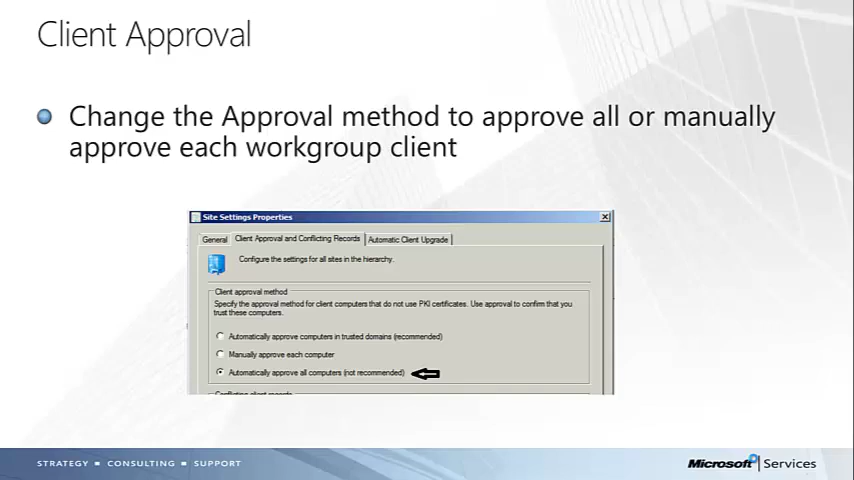 Client Approval
Change the Approval method to approve all or manually
approve each workgroup client
Site Settings Properties
General Client Approval and Conflicting Records Automatic Client Upgrade
Configure the settings for all sites in the hierarchy.
Client approval method
Specify the approval method for client computers that do not use PKI certificates. Use approval to confirm that you
trust these computers.
Automatically approve computers in trusted domains (recommended)
Manually approve each computer
Automatically approve all computers (not recommended)
Conflicting client records
STRATEGY ■ CONSULTING ■ SUPPORT
Microsoft | Services